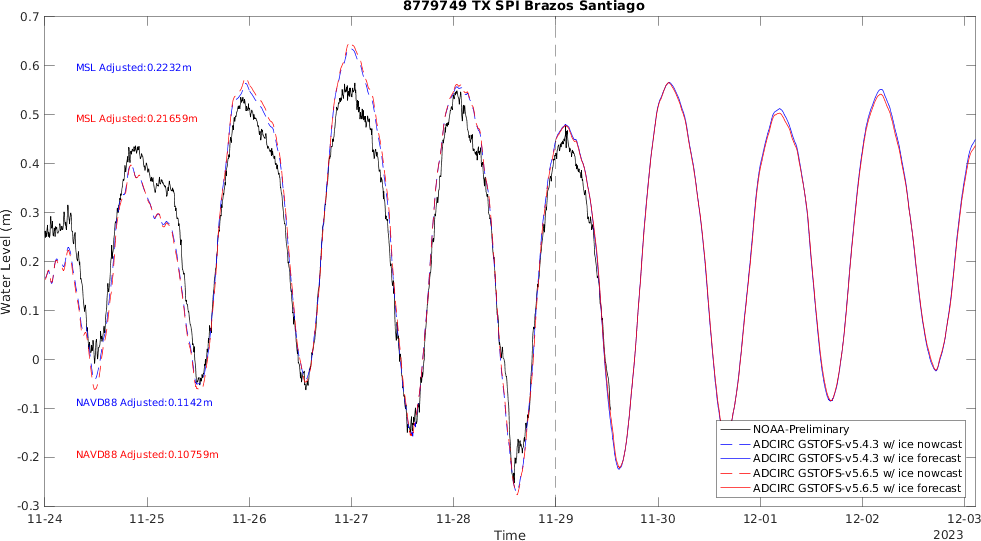 8779749 TX SPI Brazos Santiago
0.7
0.6
0.5
0.4
0.3
0.2
0.1
0
-0.1
-0.2
-0.3
Water Level (m)
MSL Adjusted:0.2232m
MSL Adjusted:0.21659m
NAVD88 Adjusted:0.1142m
NAVD88 Adjusted:0.10759m
NOAA-Preliminary
ADCIRC GSTOFS-v5.4.3 w/ ice nowcast
ADCIRC GSTOFS-v5.4.3 w/ ice forecast
ADCIRC GSTOFS-v5.6.5 w/ ice nowcast
ADCIRC GSTOFS-v5.6.5 w/ ice forecast
11-24 11-25 11-26 11-27 11-28 11-29 11-30 12-01 12-02 12-03
Time
2023